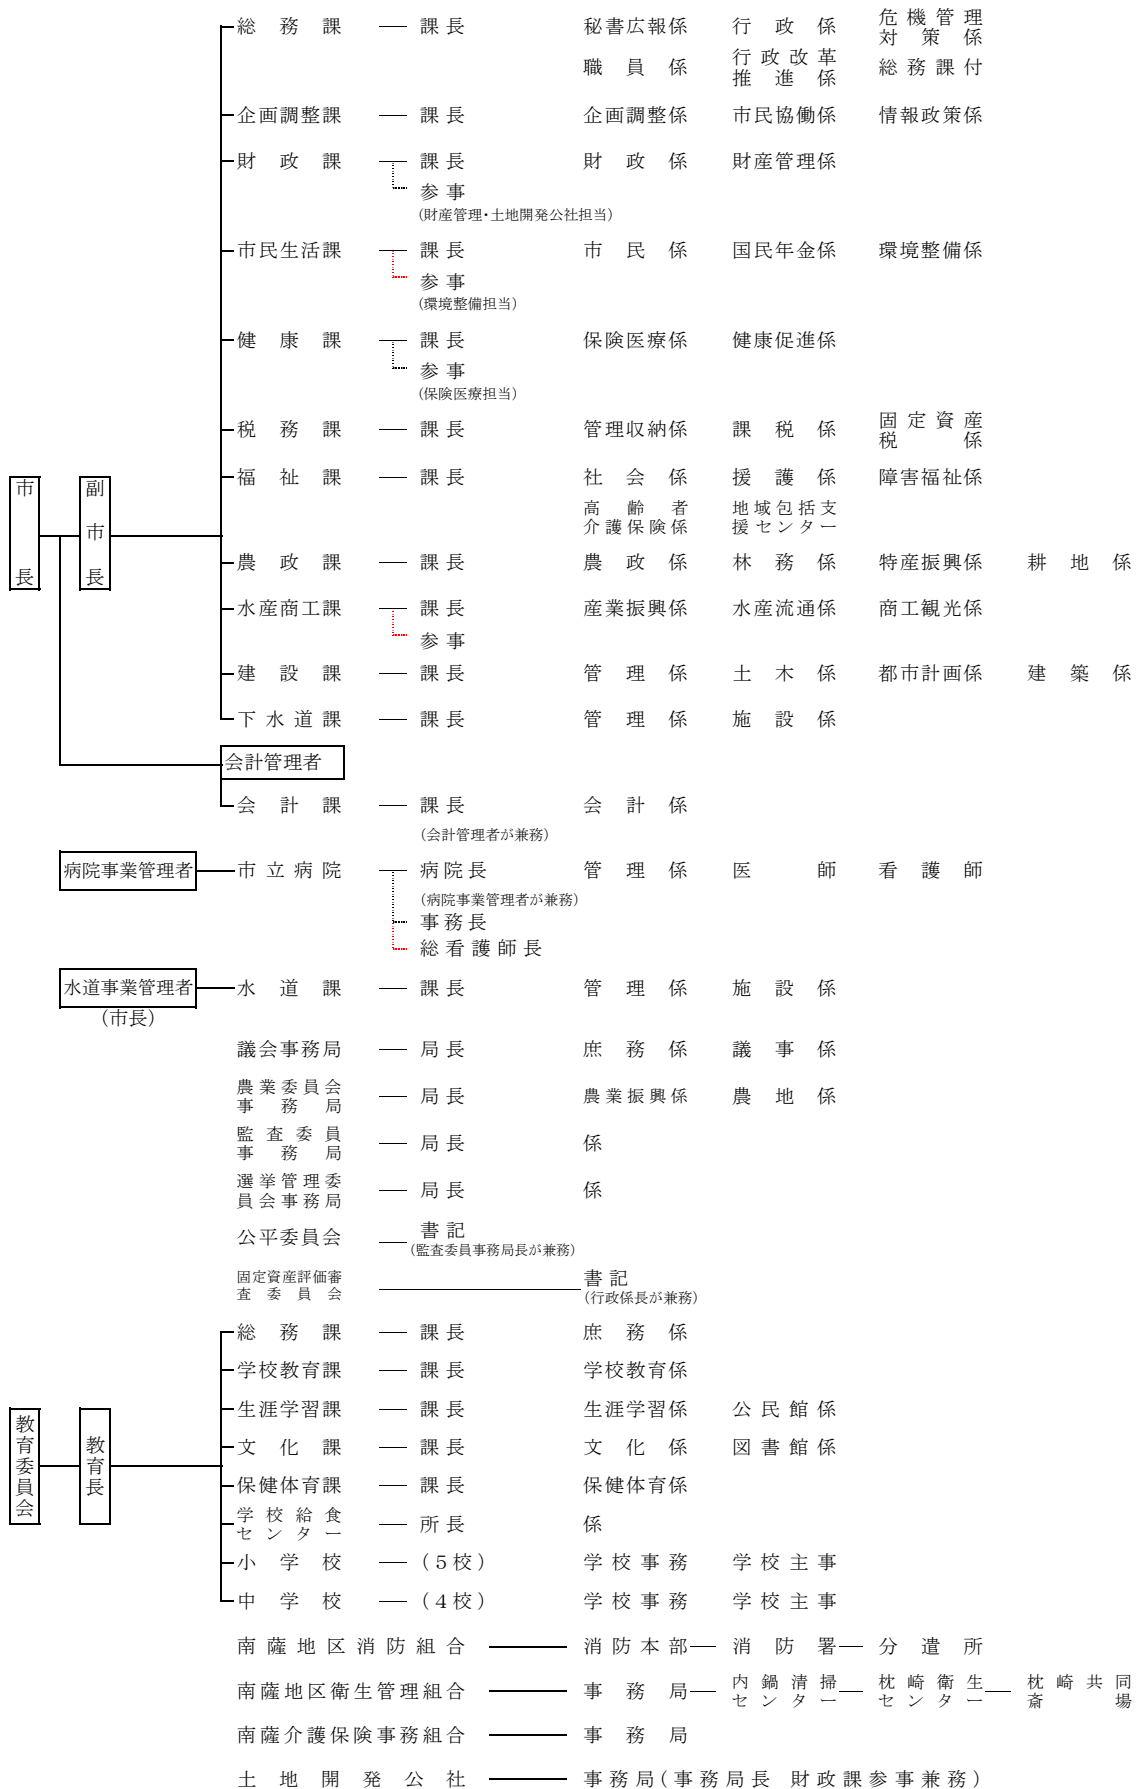 総務課 課長 秘書広報係 行政係 危機管理対策係
職員係 行政改革推進係 総務課付
企画調整課 課長 企画調整係 市民協働係 情報政策係
財政課 課長 財政係 財産管理係
参事
(財産管理・土地開発公社担当)
市民生活課 課長 市民係 国民年金係 環境整備係
参事
(環境整備担当)
健康課 課長 保険医療係 健康促進係
参事
(保険医療担当)
税務課 課長 管理収納係 課税係 固定資産税係
福祉課 課長 社会係 援護係 障害福祉係
高齢者介護保険係 地域包括支援センター
市長 副市長
農政課 課長 農政係 林務係 特産振興係 耕地係
水産商工課 課長 産業振興係 水産流通係 商工観光係
参事
建設課 課長 管理係 土木係 都市計画係 建築係
下水道課 課長 管理係 施設係
会計管理者
会計課 課長 会計係
(会計管理者が兼務)
病院事業管理者 市立病院 病院長 管理係 医師 看護師
(病院事業管理者が兼務)
事務長
総看護師長
水道事業管理者 水道課 課長 管理係 施設係
(市長)
議会事務局 局長 庶務係 議事係
農業委員会事務局 局長 農業振興係 農地係
監査委員事務局 局長 係
選挙管理委員会事務局 局長 係
公平委員会 書記
(監査委員事務局長が兼務)
固定資産評価審査委員会 書記
(行政係長が兼務)
総務課 課長 庶務係
学校教育課 課長 学校教育係
生涯学習課 課長 生涯学習係 公民館係
文化課 課長 文化係 図書館係
教育委員会 教育長
保健体育課 課長 保健体育係
学校給食センター 所長 係
小学校 (5校) 学校事務 学校主事
中学校 (4校) 学校事務 学校主事
南薩地区消防組合 消防本部 消防署 分遣所
南薩地区衛生管理組合 事務局 内鍋清掃センター 枕崎衛生センター 枕崎共同斎場
南薩介護保険事務組合 事務局
土地開発公社 事務局(事務局長 財政課参事兼務)